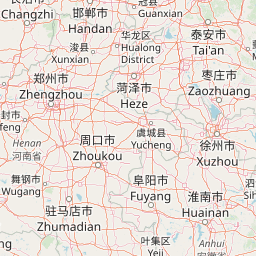 Changzhi
邯郸市
Handan
冠县
Guanxian
泰安市
Tai'an
浚县
Xunxian
华龙区
Hualong
District
郑州市
Zhengzhou
菏泽市
Heze
枣庄市
Zaozhuang
封市
Henan
河南省
周口市
Zhoukou
虞城县
Yucheng
徐州市
Xuzhou
舞钢市
Wugang
阜阳市
Fuyang
淮南市
Huainan
驻马店市
Zhumadian
叶集区
Yeji
Anhui